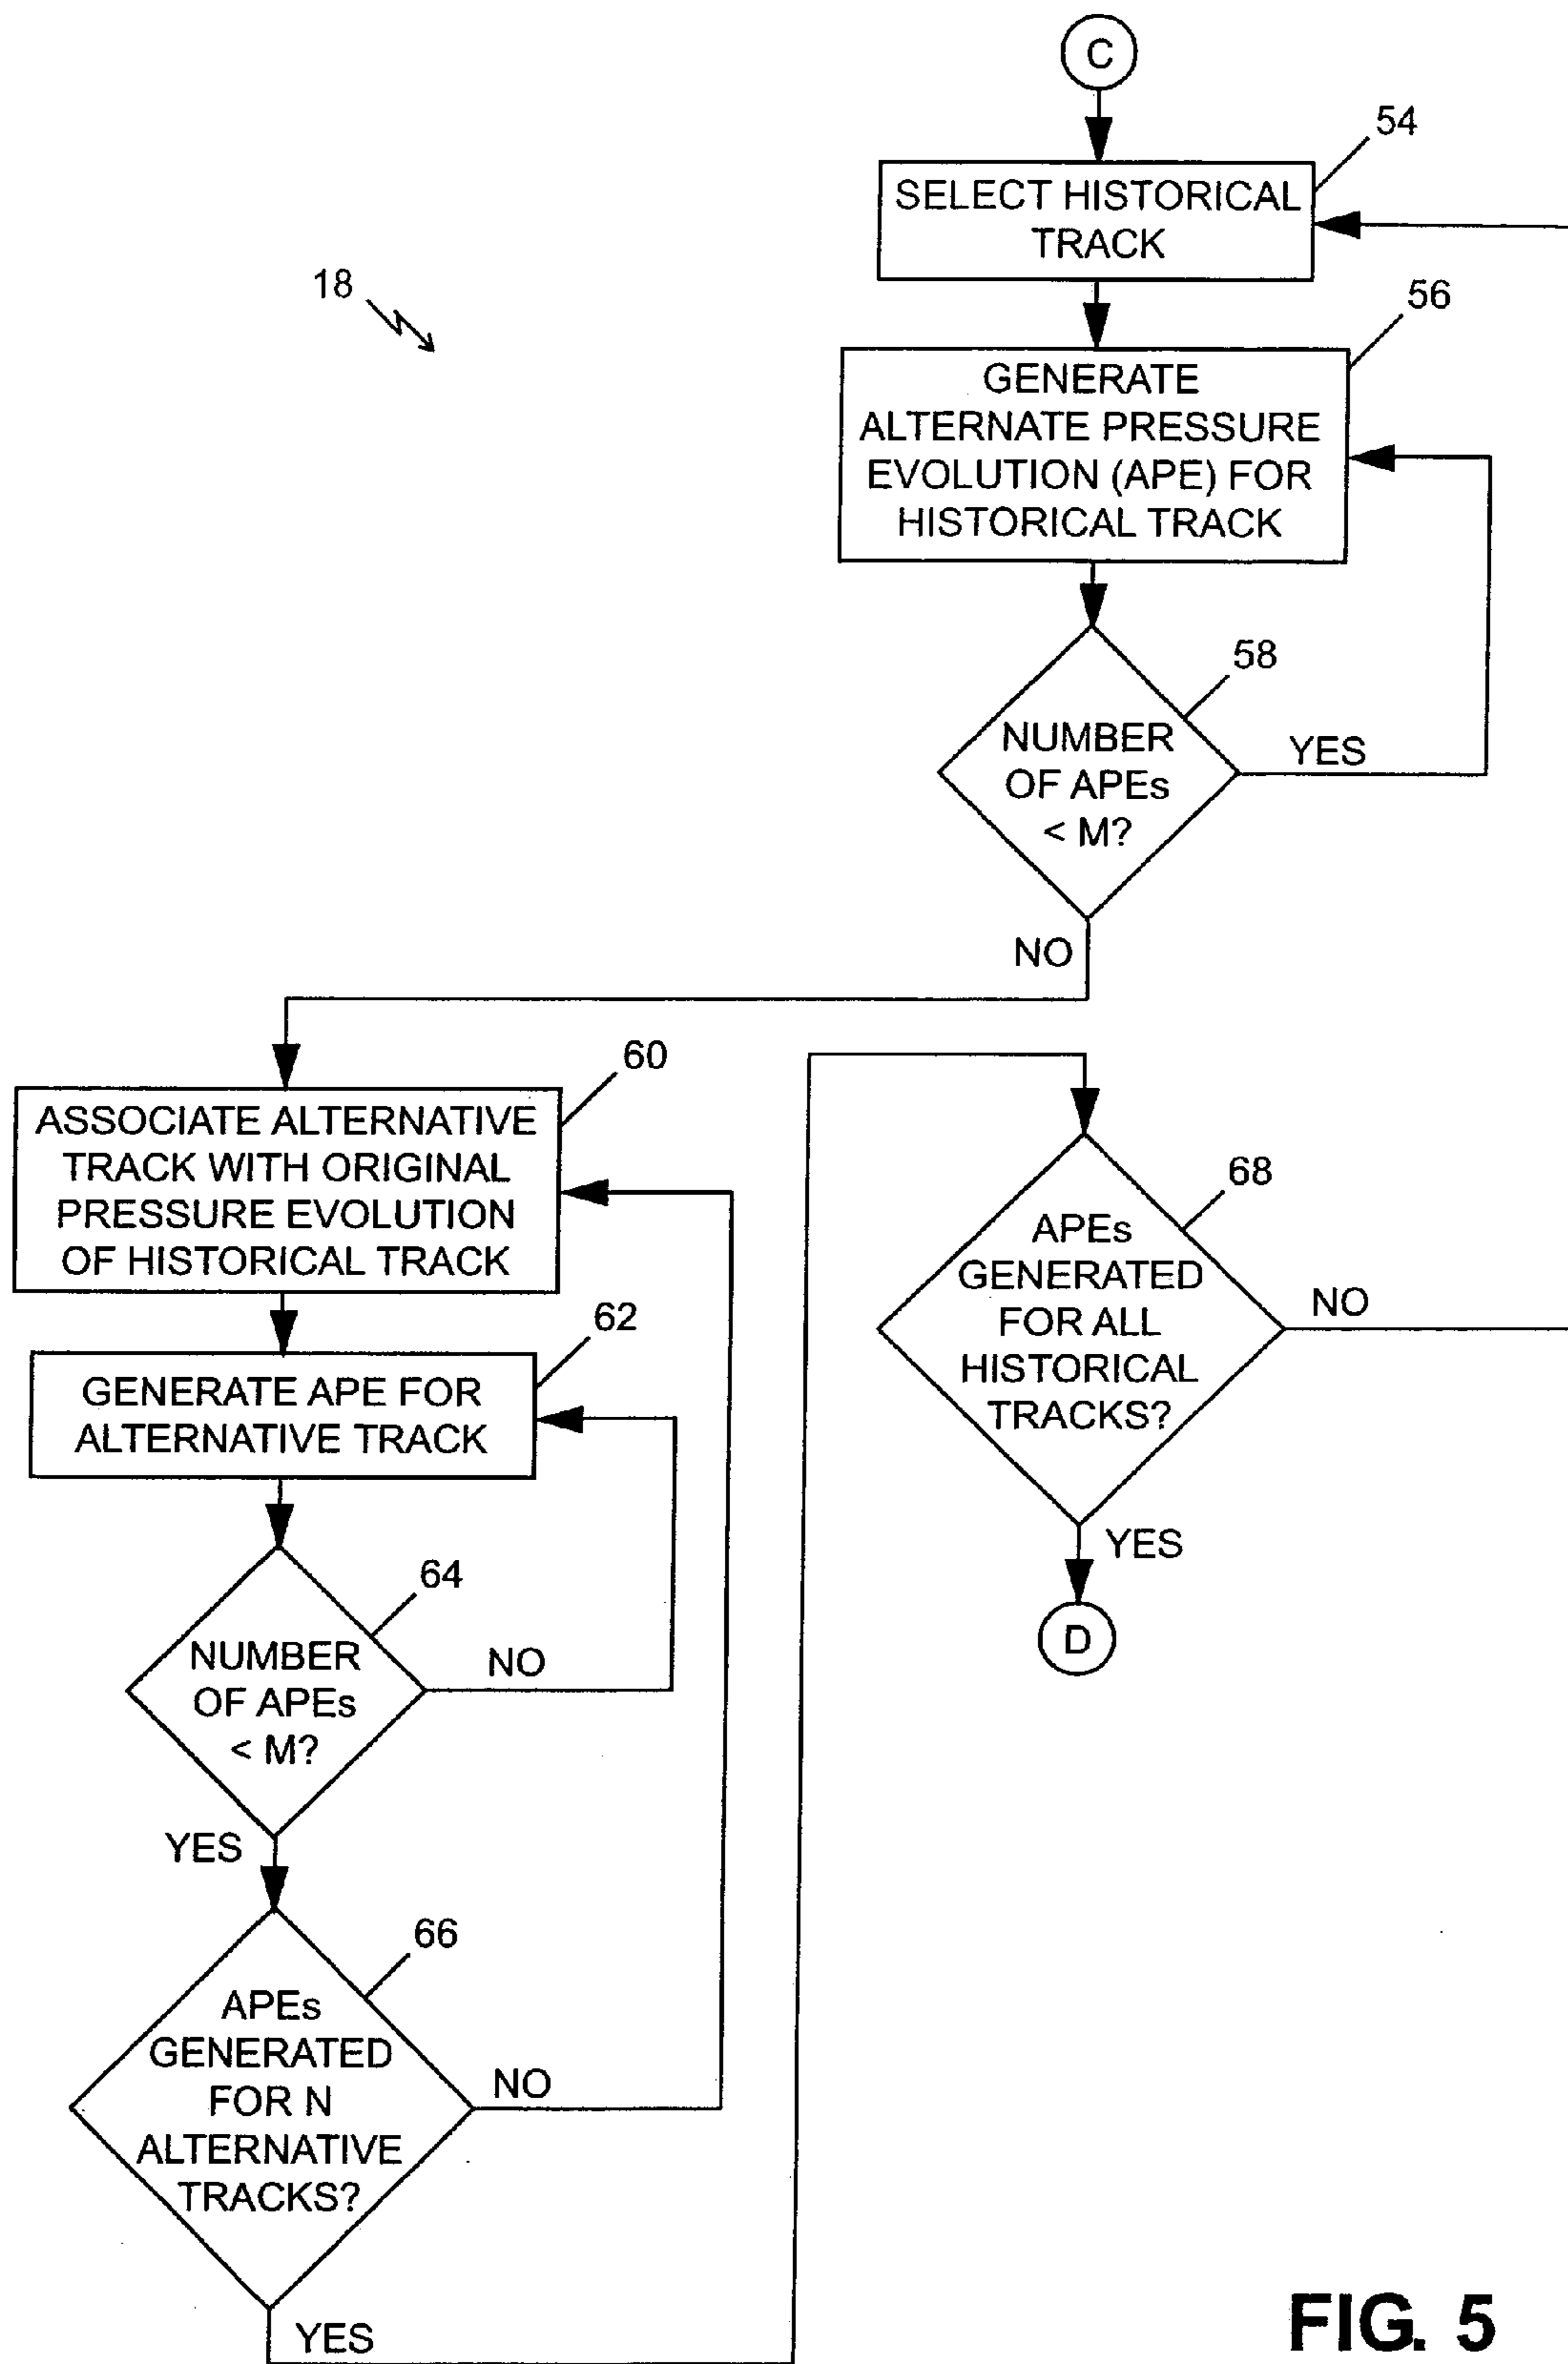 C
54
SELECT HISTORICAL
TRACK
18
56
GENERATE
ALTERNATE PRESSURE
EVOLUTION (APE) FOR
HISTORICAL TRACK
58
NUMBER
OF APEs
< M?
YES
NO
60
ASSOCIATE ALTERNATIVE
TRACK WITH ORIGINAL
PRESSURE EVOLUTION
OF HISTORICAL TRACK
62
GENERATE APE FOR
ALTERNATIVE TRACK
64
NUMBER
OF APEs
< M?
NO
YES
66
APEs
GENERATED
FOR N
ALTERNATIVE
TRACKS?
NO
YES
68
APEs
GENERATED
FOR ALL
HISTORICAL
TRACKS?
NO
YES
D
FIG. 5